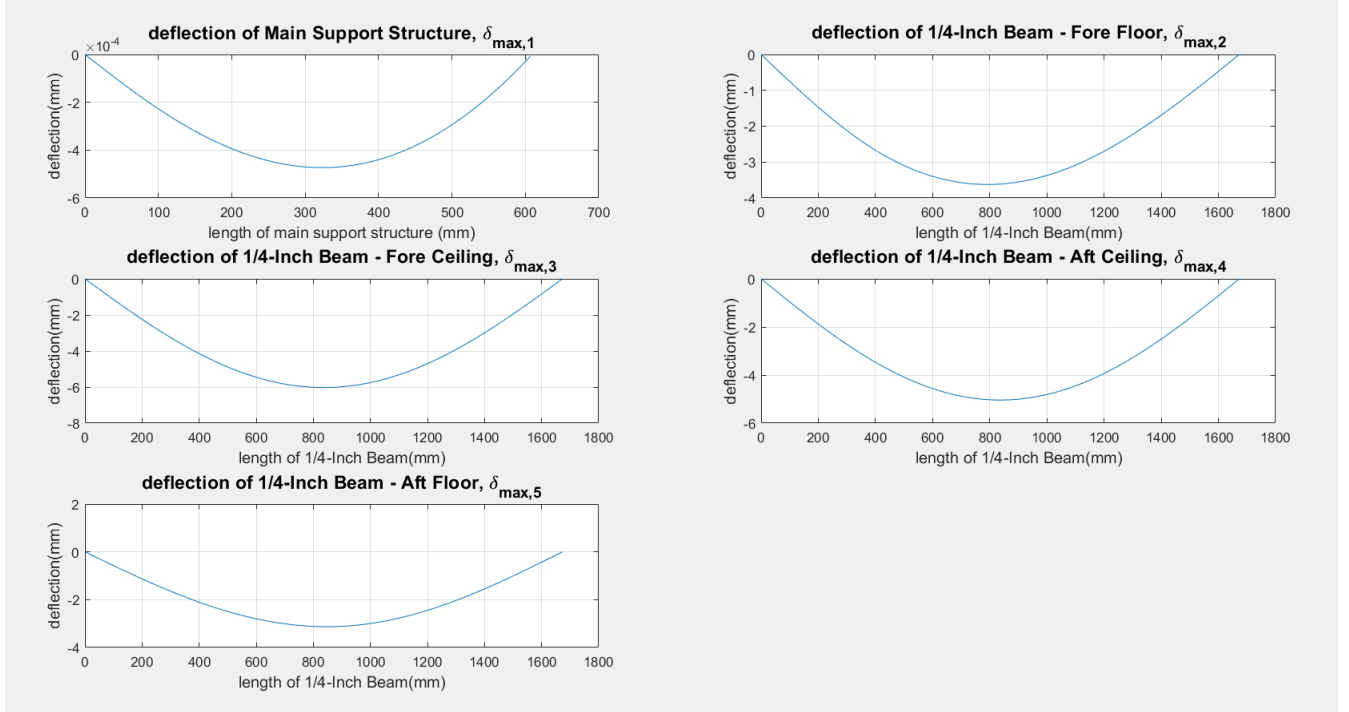 deflection of Main Support Structure, δmax,1
×10-4
0
-2
-4
-6
deflection(mm)
0 100 200 300 400 500 600 700
length of main support structure (mm)
deflection of 1/4-Inch Beam - Fore Floor, δmax,2
0
-1
-2
-3
-4
deflection(mm)
0 200 400 600 800 1000 1200 1400 1600 1800
length of 1/4-Inch Beam(mm)
deflection of 1/4-Inch Beam - Fore Ceiling, δmax,3
0
-2
-4
-6
-8
deflection(mm)
0 200 400 600 800 1000 1200 1400 1600 1800
length of 1/4-Inch Beam(mm)
deflection of 1/4-Inch Beam - Aft Ceiling, δmax,4
0
-2
-4
-6
deflection(mm)
0 200 400 600 800 1000 1200 1400 1600 1800
length of 1/4-Inch Beam(mm)
deflection of 1/4-Inch Beam - Aft Floor, δmax,5
2
0
-2
-4
deflection(mm)
0 200 400 600 800 1000 1200 1400 1600 1800
length of 1/4-Inch Beam(mm)